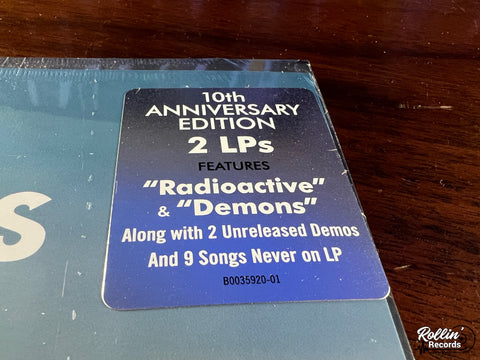 10th
ANNIVERSARY
EDITION
2 LPs
FEATURES
“Radioactive”
& “Demons”
Along with 2 Unreleased Demos
And 9 Songs Never on LP
B0035920-01
S
Rollin'
Records